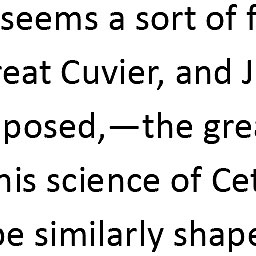 seems a sort of f
reat Cuvier, and J
posed,—the grea
his science of Cet
be similarly shape